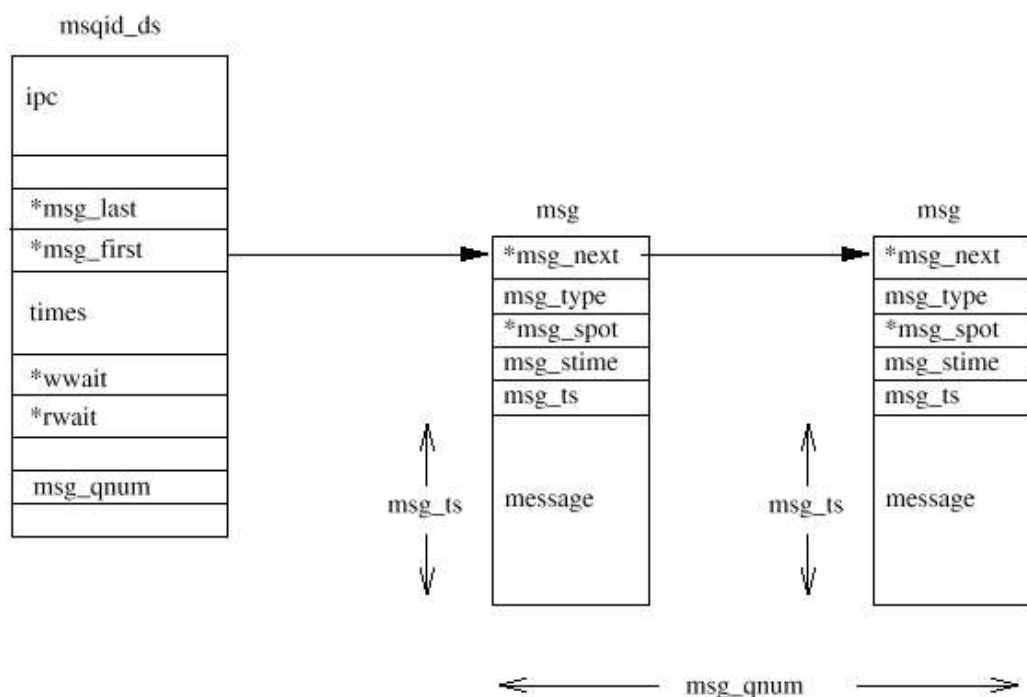 msqid_ds
ipc
*msg_last
*msg_first
times
*wwait
*rwait
msg_qnum
msg
*msg_next
msg_type
*msg_spot
msg_stime
msg_ts
message
msg_ts
msg
*msg_next
msg_type
*msg_spot
msg_stime
msg_ts
message
msg_ts
msg_qnum